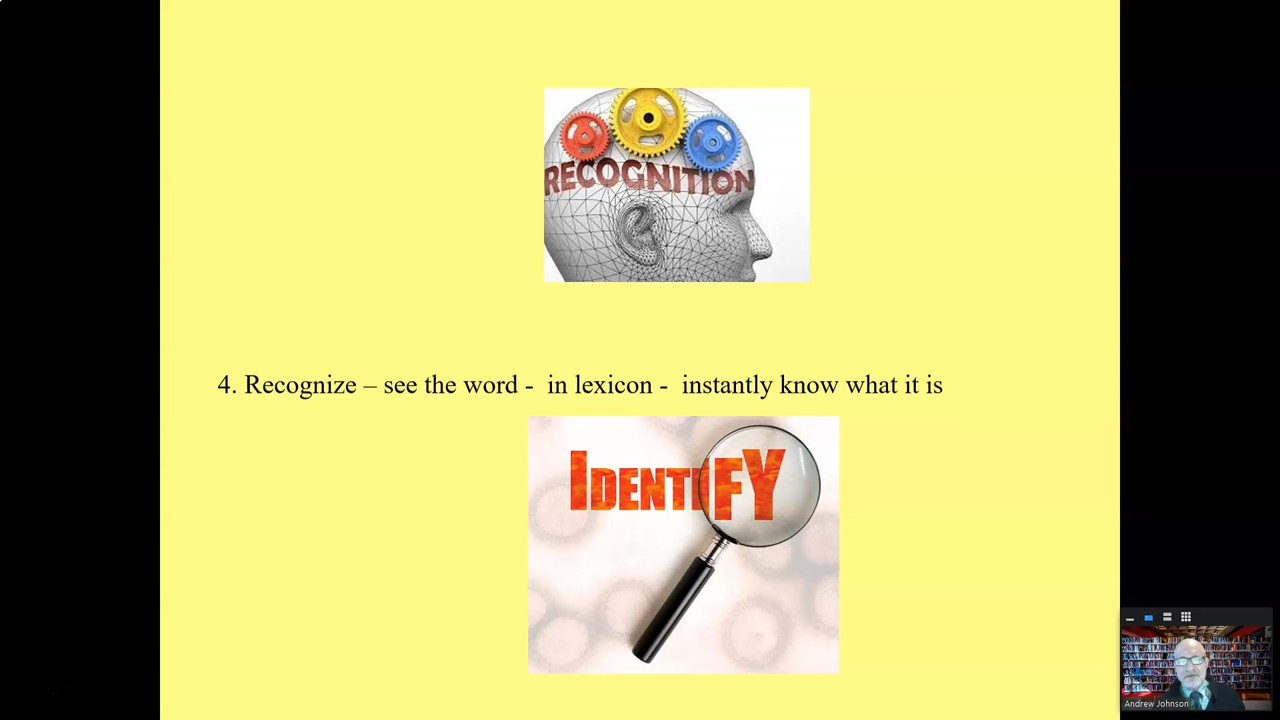 RECOGNITION
4. Recognize – see the word -  in lexicon -  instantly know what it is
IDENTIFY
Andrew Johnson